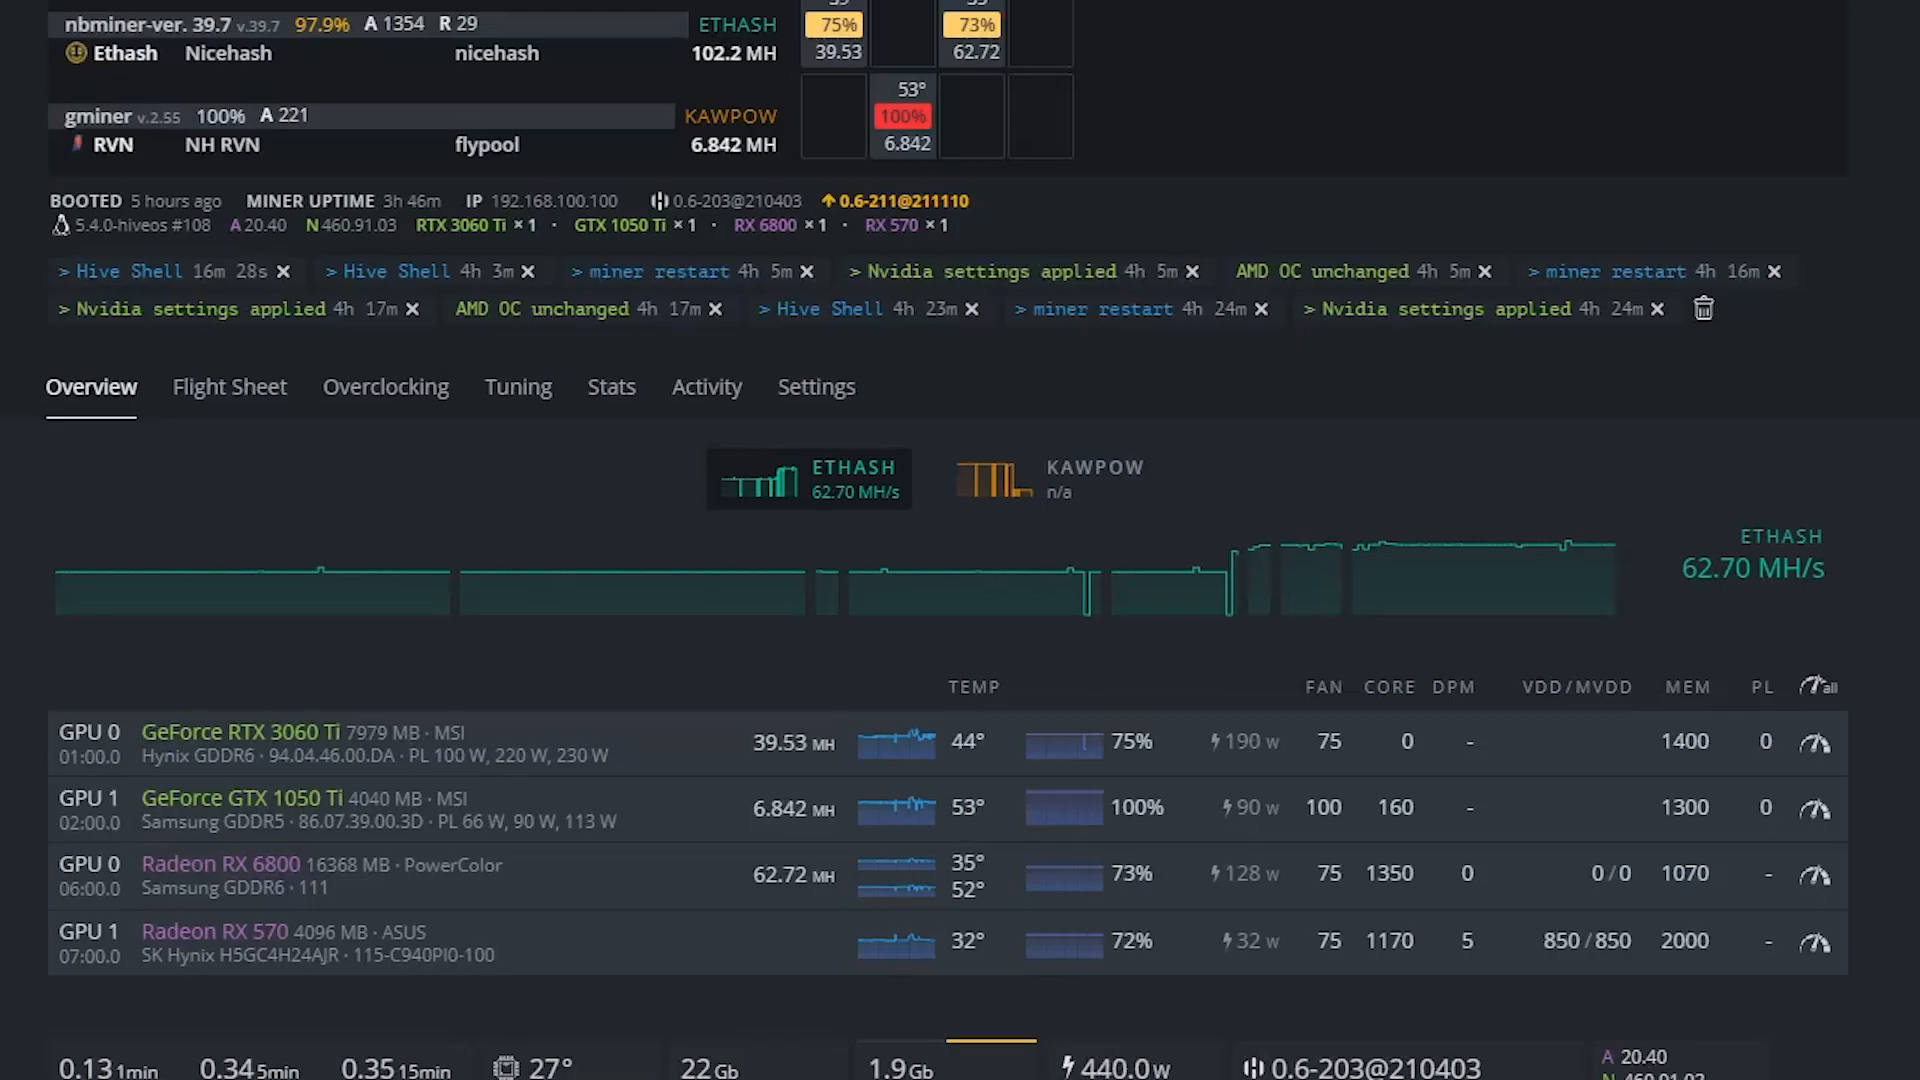 nbminer-ver. 39.7 v.39.7 97.9% A 1354 R 29 ETHASH 75% 73%
Ethash Nicehash nicehash 102.2 MH 39.53 62.72
53°
gminer v.2.55 100% A 221 KAWPOW 100%
RVN NH RVN flypool 6.842 MH 6.842
BOOTED 5 hours ago MINER UPTIME 3h 46m IP 192.168.100.100 0.6-203@210403 0.6-211@211110
5.4.0-hiveos #108 A 20.40 N 460.91.03 RTX 3060 Ti × 1 · GTX 1050 Ti × 1 · RX 6800 × 1 · RX 570 × 1
> Hive Shell 16m 28s × > Hive Shell 4h 3m × > miner restart 4h 5m × > Nvidia settings applied 4h 5m × AMD OC unchanged 4h 5m × > miner restart 4h 16m ×
> Nvidia settings applied 4h 17m × AMD OC unchanged 4h 17m × > Hive Shell 4h 23m × > miner restart 4h 24m × > Nvidia settings applied 4h 24m ×
Overview Flight Sheet Overclocking Tuning Stats Activity Settings
ETHASH KAWPOW
62.70 MH/s n/a
ETHASH
62.70 MH/s
TEMP FAN CORE DPM VDD/MVDD MEM PL all
GPU 0 GeForce RTX 3060 Ti 7979 MB · MSI 39.53 MH 44° 75% 190 W 75 0 - 1400 0
01:00.0 Hynix GDDR6 · 94.04.46.00.DA · PL 100 W, 220 W, 230 W
GPU 1 GeForce GTX 1050 Ti 4040 MB · MSI 6.842 MH 53° 100% 90 W 100 160 - 1300 0
02:00.0 Samsung GDDR5 · 86.07.39.00.3D · PL 66 W, 90 W, 113 W
GPU 0 Radeon RX 6800 16368 MB · PowerColor 62.72 MH 35° 73% 128 W 75 1350 0 0/0 1070 -
06:00.0 Samsung GDDR6 · 111 52°
GPU 1 Radeon RX 570 4096 MB · ASUS 32° 72% 32 W 75 1170 5 850/850 2000 -
07:00.0 SK Hynix H5GC4H24AJR · 115-C940PI0-100
0.13 1min 0.34 5min 0.35 15min 27° 22 Gb 1.9 Gb 440.0 W 0.6-203@210403 A 20.40